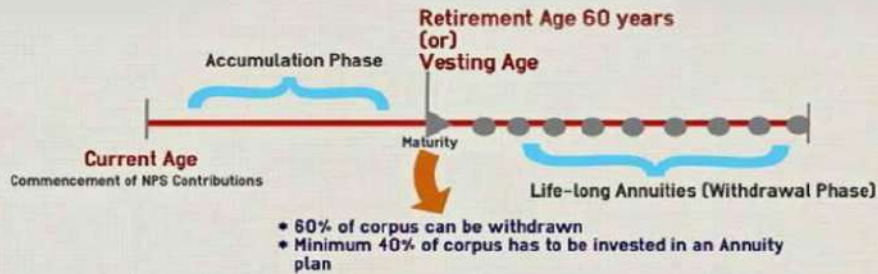 Retirement Age 60 years
(or)
Vesting Age
Accumulation Phase
Maturity
Current Age
Commencement of NPS Contributions
Life-long Annuities (Withdrawal Phase)
* 60% of corpus can be withdrawn
* Minimum 40% of corpus has to be invested in an Annuity
plan